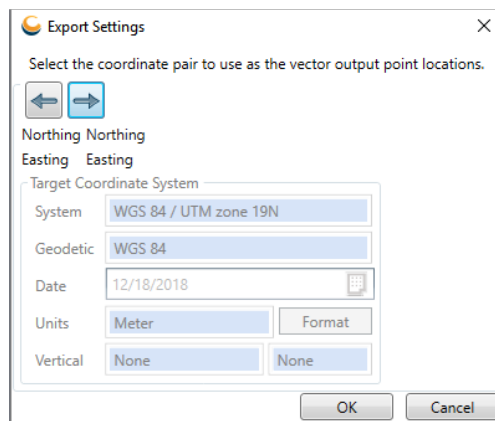 Export Settings
Select the coordinate pair to use as the vector output point locations.
Northing Northing
Easting Easting
Target Coordinate System
System WGS 84 / UTM zone 19N
Geodetic WGS 84
Date 12/18/2018
Units Meter Format
Vertical None None
OK Cancel